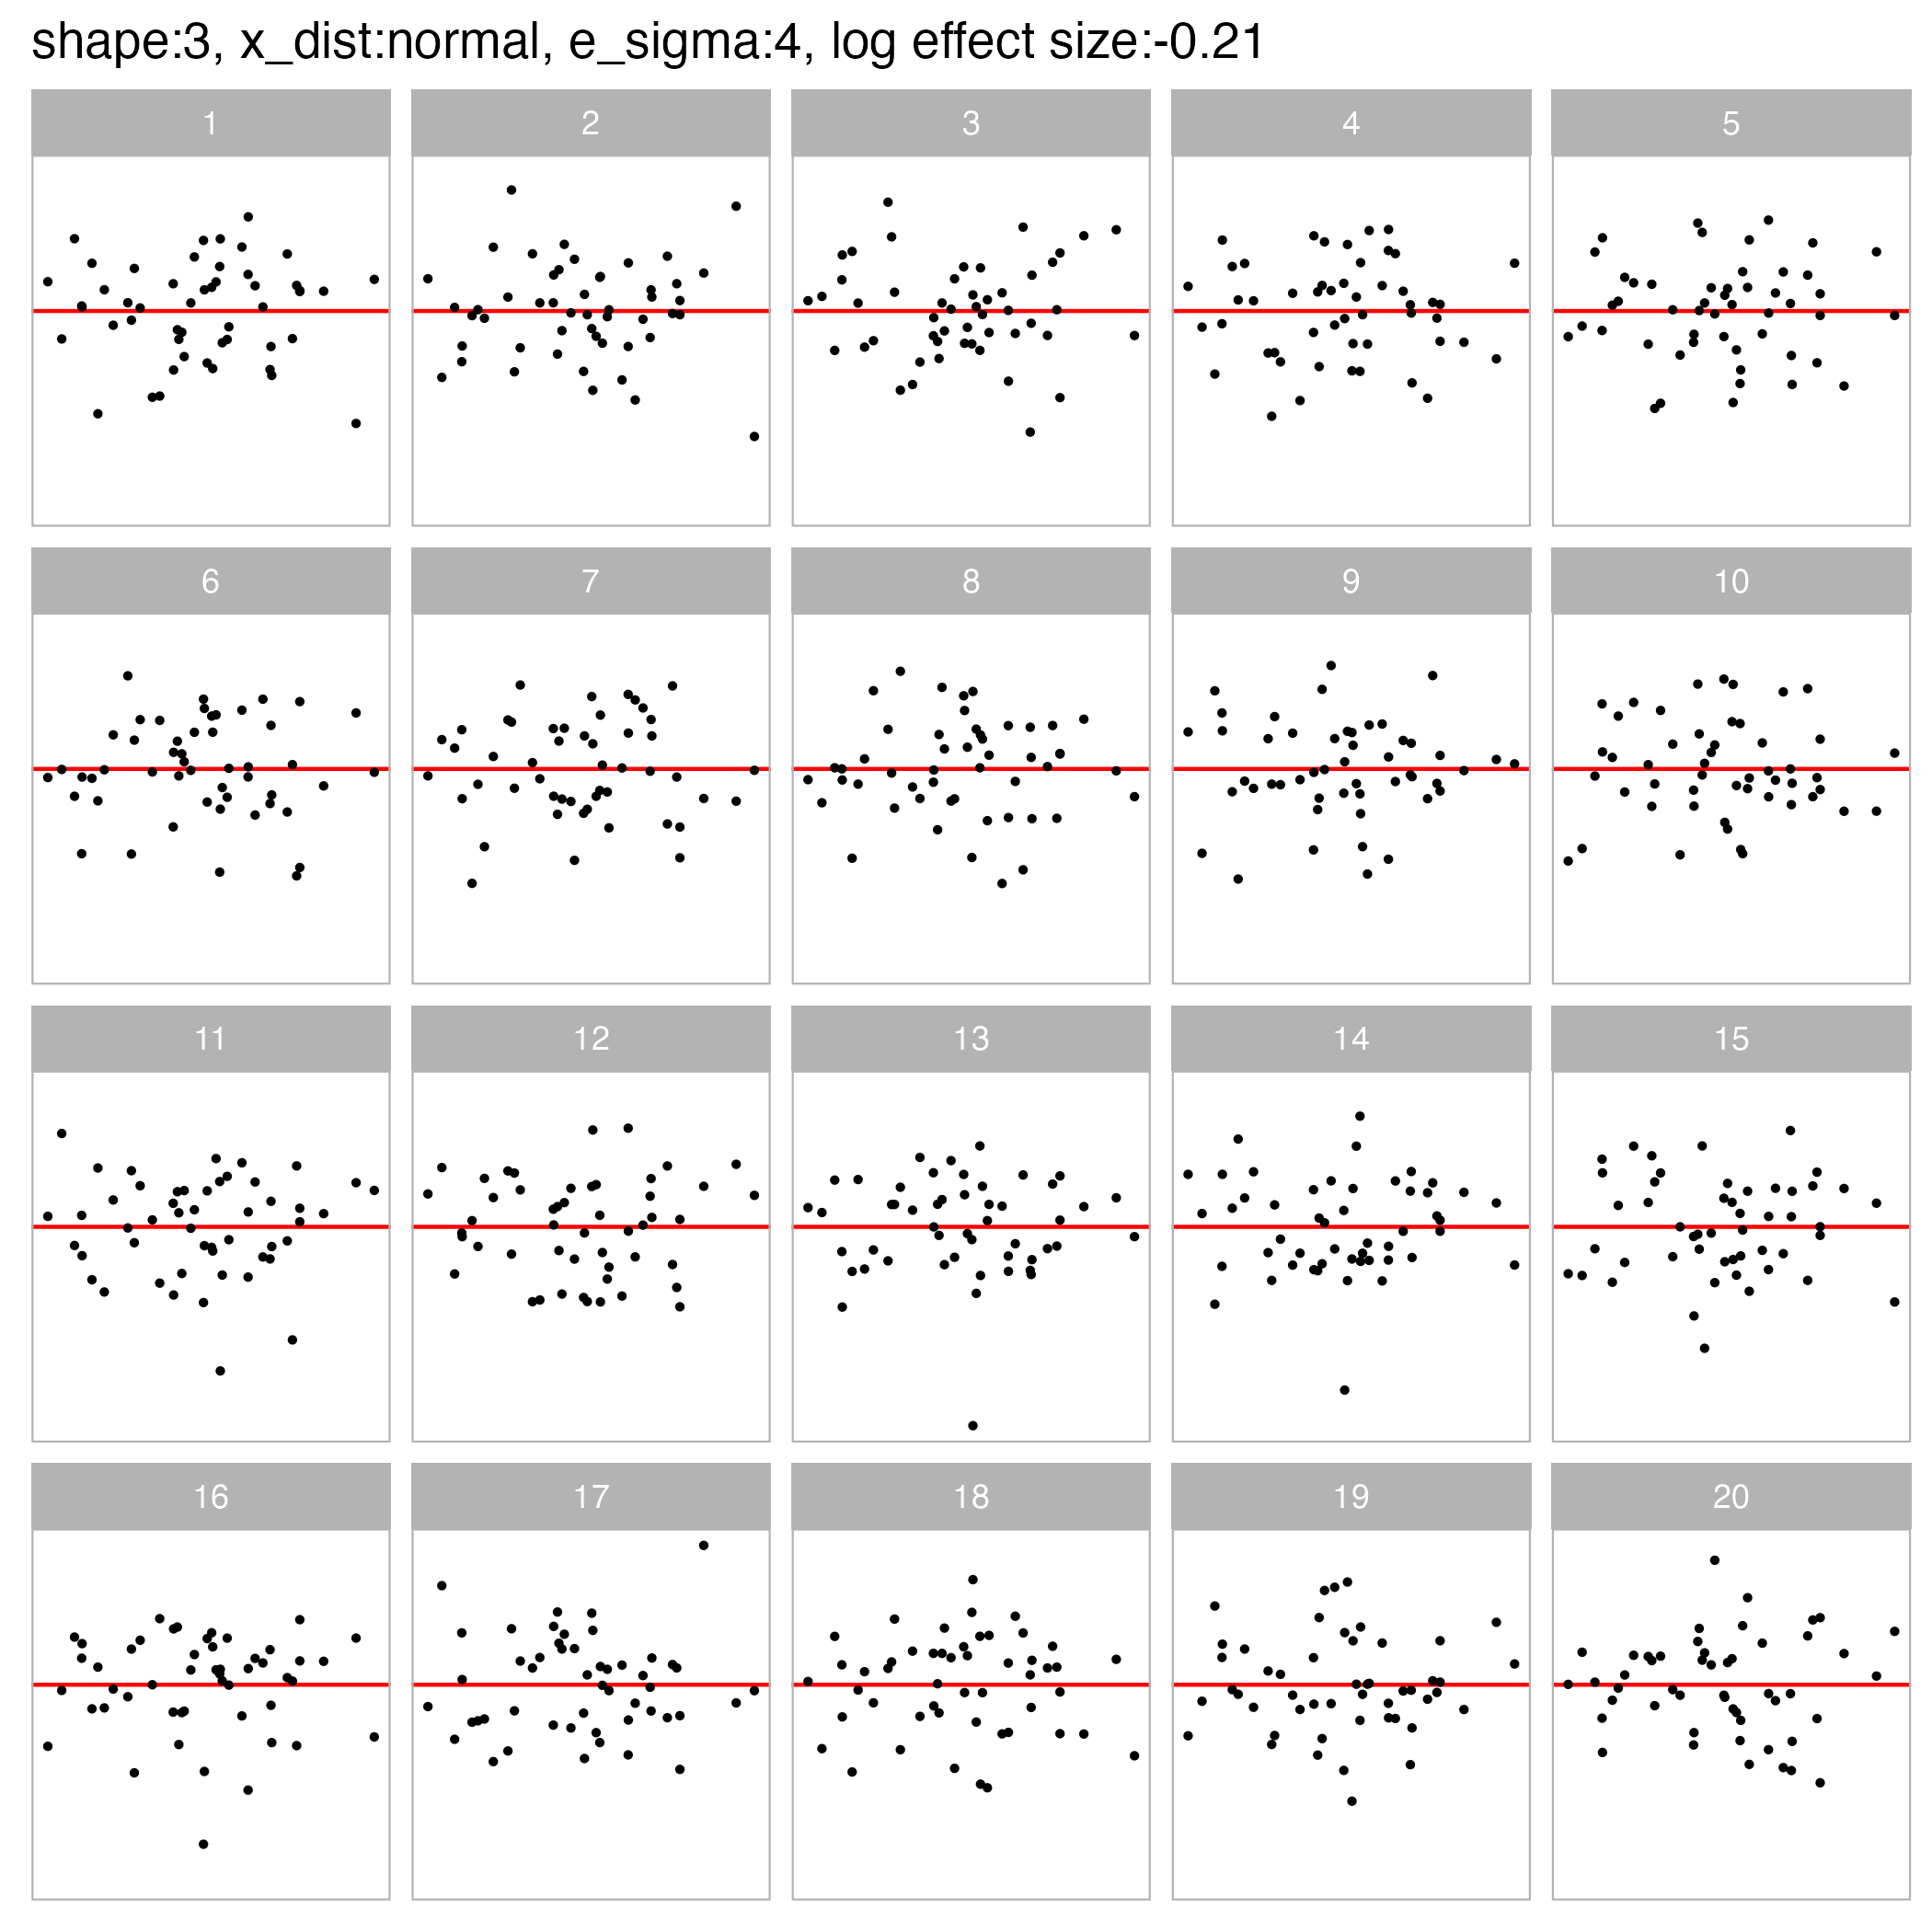 shape:3, x_dist:normal, e_sigma:4, log effect size:-0.21
1 2 3 4 5
6 7 8 9 10
11 12 13 14 15
16 17 18 19 20